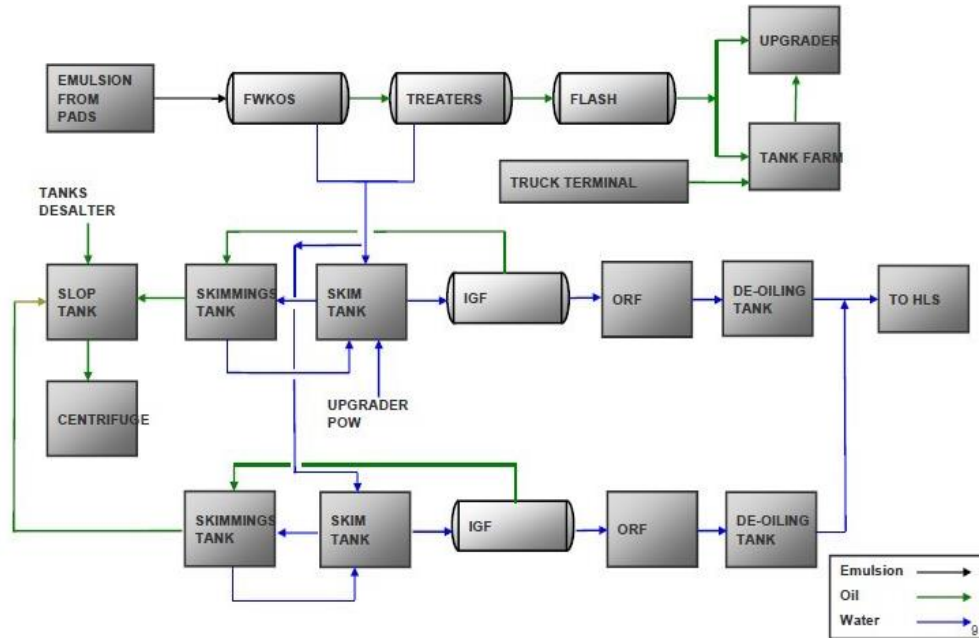 EMULSION
FROM
PADS
FWKOS
TREATERS
FLASH
UPGRADER
TANK FARM
TRUCK TERMINAL
TANKS
DESALTER
SLOP
TANK
SKIMMINGS
TANK
SKIM
TANK
IGF
ORF
DE-OILING
TANK
TO HLS
CENTRIFUGE
UPGRADER
POW
SKIMMINGS
TANK
SKIM
TANK
IGF
ORF
DE-OILING
TANK
Emulsion
Oil
Water
9